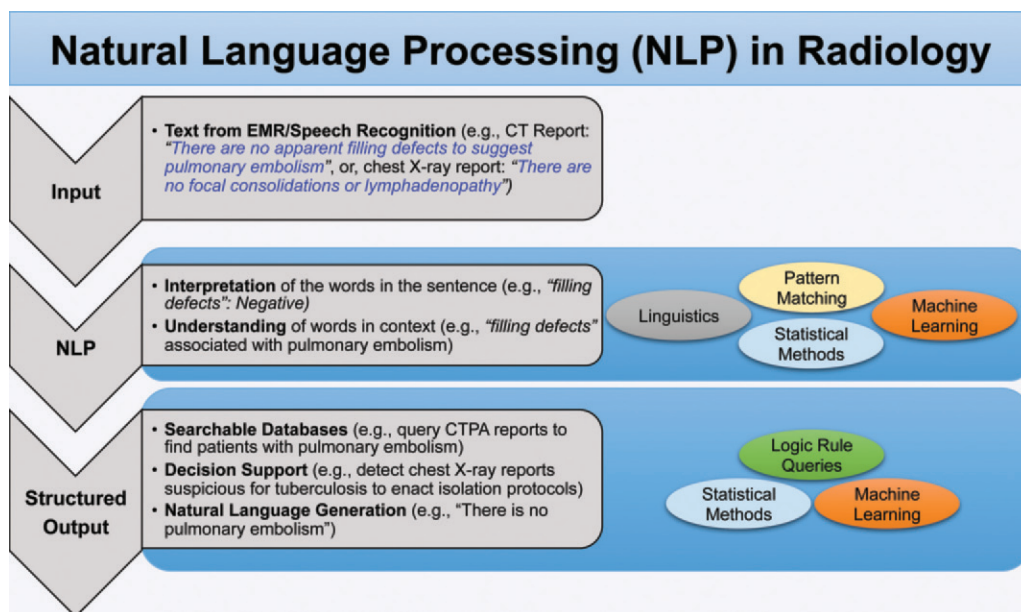 Natural Language Processing (NLP) in Radiology
Input
• Text from EMR/Speech Recognition (e.g., CT Report:
“There are no apparent filling defects to suggest
pulmonary embolism”, or, chest X-ray report: “There are
no focal consolidations or lymphadenopathy”)
NLP
• Interpretation of the words in the sentence (e.g., “filling
defects”: Negative)
• Understanding of words in context (e.g., “filling defects”
associated with pulmonary embolism)
Linguistics
Pattern
Matching
Statistical
Methods
Machine
Learning
Structured
Output
• Searchable Databases (e.g., query CTPA reports to
find patients with pulmonary embolism)
• Decision Support (e.g., detect chest X-ray reports
suspicious for tuberculosis to enact isolation protocols)
• Natural Language Generation (e.g., “There is no
pulmonary embolism”)
Logic Rule
Queries
Statistical
Methods
Machine
Learning